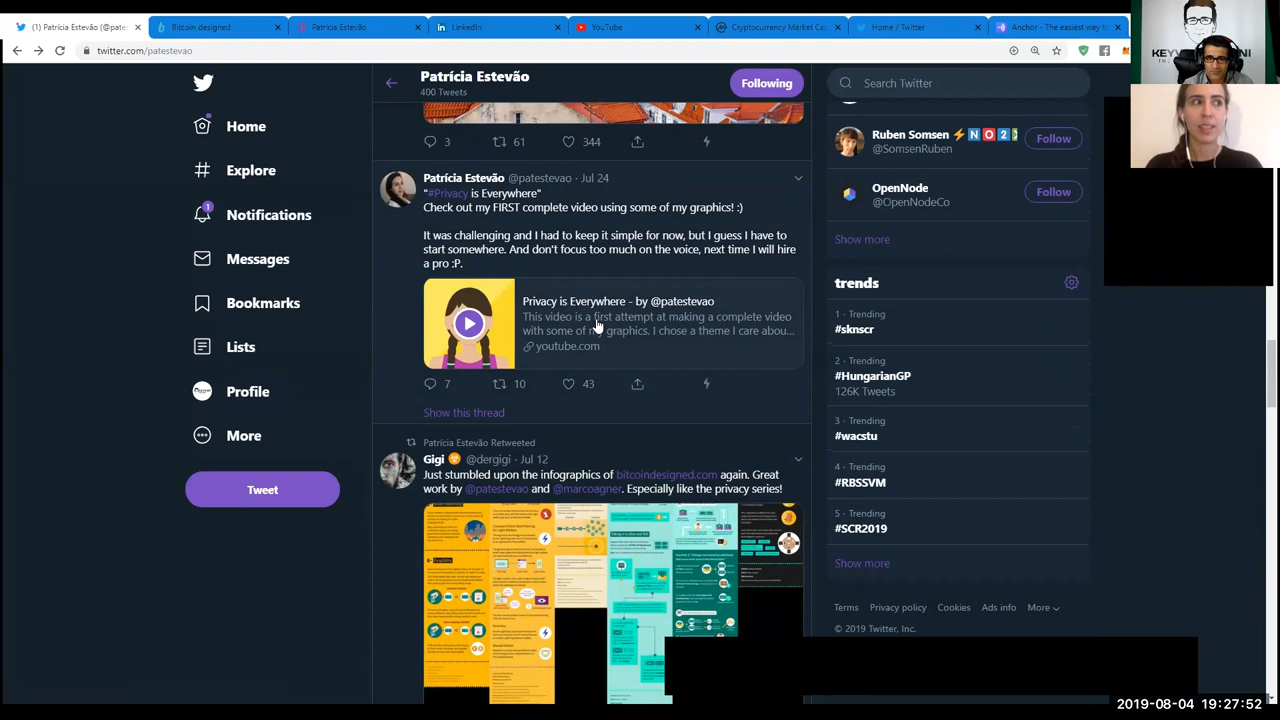 (1) Patrícia Estevão (@pate
Bitcoin designed
Patrícia Estevão
LinkedIn
YouTube
Cryptocurrency Market Ca
Home / Twitter
Anchor - The easiest way to
twitter.com/patestevao
Patrícia Estevão
400 Tweets
Following
Search Twitter
Home
Explore
1
Notifications
Messages
Bookmarks
Lists
Profile
More
Tweet
3
61
344
Patrícia Estevão @patestevao · Jul 24
"#Privacy is Everywhere"
Check out my FIRST complete video using some of my graphics! :)
It was challenging and I had to keep it simple for now, but I guess I have to
start somewhere. And don't focus too much on the voice, next time I will hire
a pro :P.
Privacy is Everywhere - by @patestevao
This video is a first attempt at making a complete video
with some of my graphics. I chose a theme I care abou...
youtube.com
7
10
43
Show this thread
Patrícia Estevão Retweeted
Gigi @dergigi · Jul 12
Just stumbled upon the infographics of bitcoindesigned.com again. Great
work by @patestevao and @marcoagner. Especially like the privacy series!
Ruben Somsen ⚡ N O 2
@SomsenRuben
Follow
OpenNode
@OpenNodeCo
Follow
Show more
trends
1 · Trending
#sknscr
2 · Trending
#HungarianGP
126K Tweets
3 · Trending
#wacstu
4 · Trending
#RBSSVM
5 · Trending
#SCR2019
Show more
Terms Privacy policy Cookies Ads info More
© 2019 Twitter, Inc.
2019-08-04 19:27:52